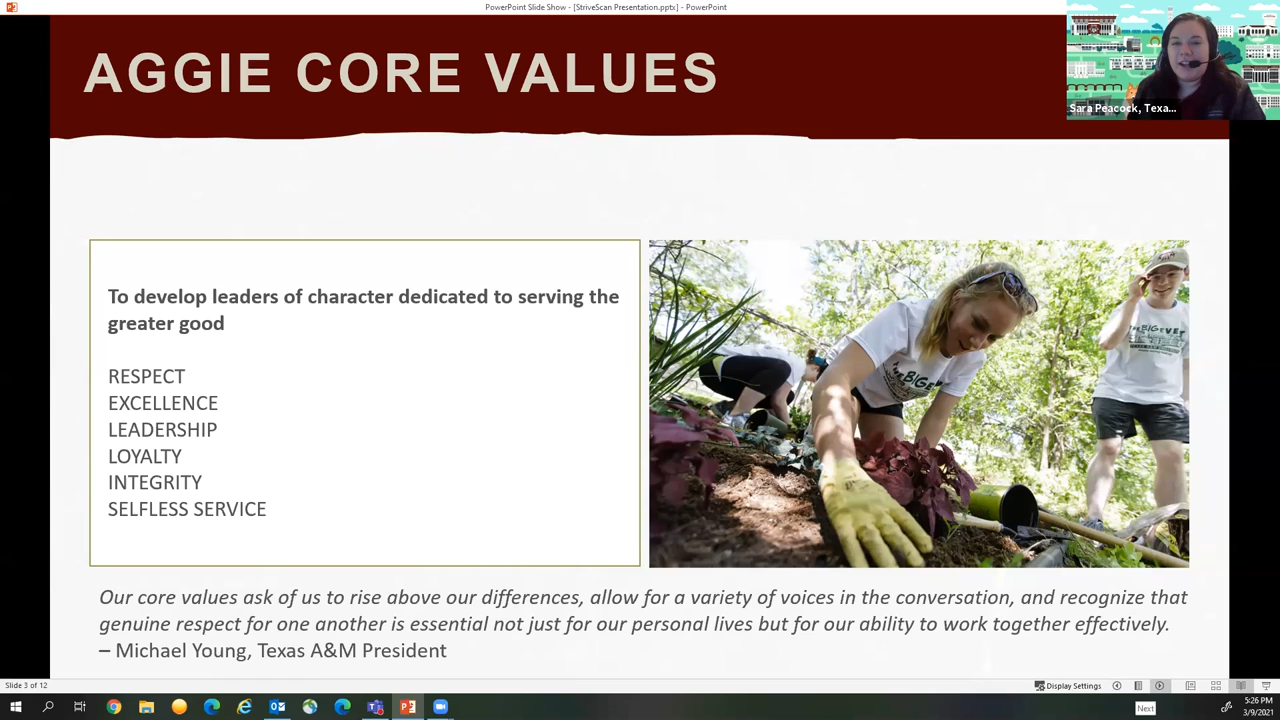 PowerPoint Slide Show - [StriveScan Presentation.pptx] - PowerPoint
AGGIE CORE VALUES
Sara Peacock, Texa...
To develop leaders of character dedicated to serving the
greater good
RESPECT
EXCELLENCE
LEADERSHIP
LOYALTY
INTEGRITY
SELFLESS SERVICE
THE BIG EVENT
Our core values ask of us to rise above our differences, allow for a variety of voices in the conversation, and recognize that
genuine respect for one another is essential not just for our personal lives but for our ability to work together effectively.
– Michael Young, Texas A&M President
Slide 3 of 12
Display Settings
Next
5:26 PM
3/9/2021